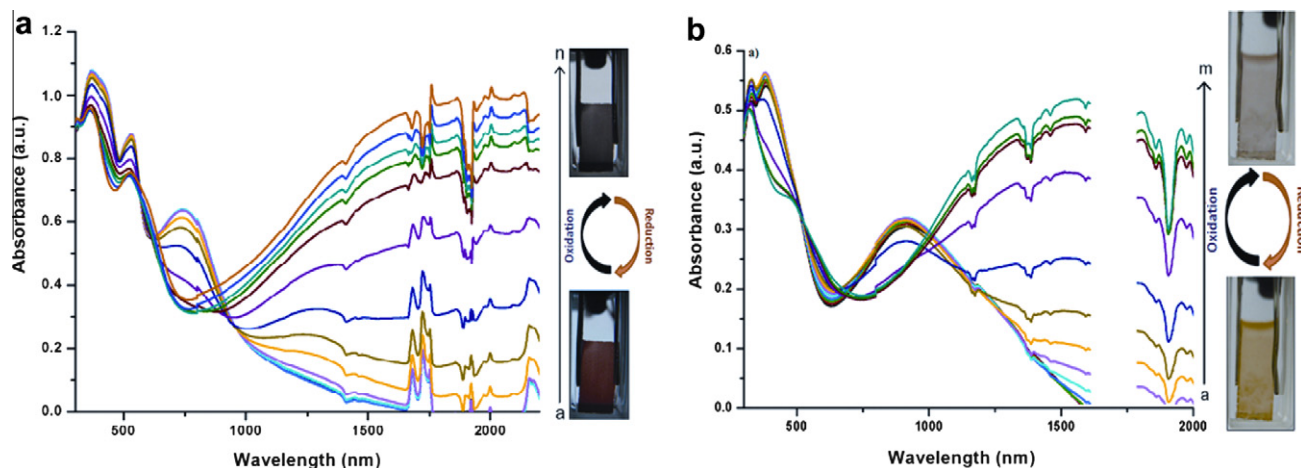 a
1.2
1.0
0.8
0.6
0.4
0.2
0.0
Absorbance (a.u.)
500
1000
1500
2000
Wavelength (nm)
n
Oxidation
Reduction
a
b
a)
0.6
0.5
0.4
0.3
0.2
0.1
0.0
Absorbance (a.u.)
500
1000
1500
2000
Wavelength (nm)
m
Oxidation
Reduction
a